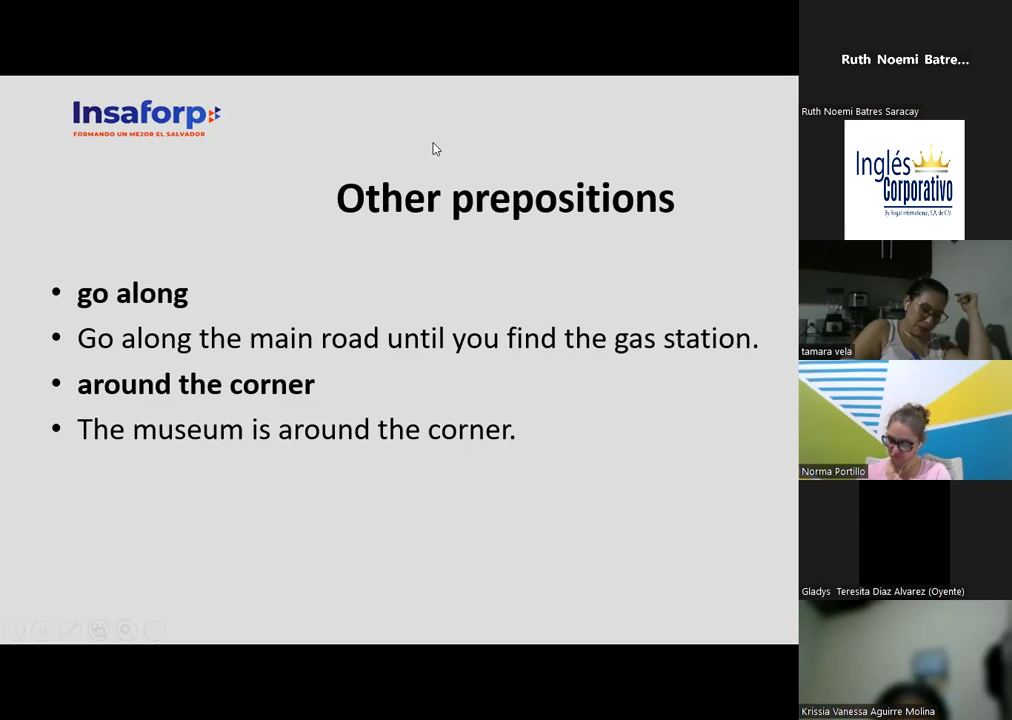 Insaforp
FORMANDO UN MEJOR EL SALVADOR
Other prepositions
• go along
• Go along the main road until you find the gas station.
• around the corner
• The museum is around the corner.
Ruth Noemi Batre...
Ruth Noemi Batres Saracay
Inglés
Corporativo
By Regal International, S.A. de C.V.
tamara vela
Norma Portillo
Gladys Teresita Diaz Alvarez (Oyente)
Krissia Vanessa Aguirre Molina